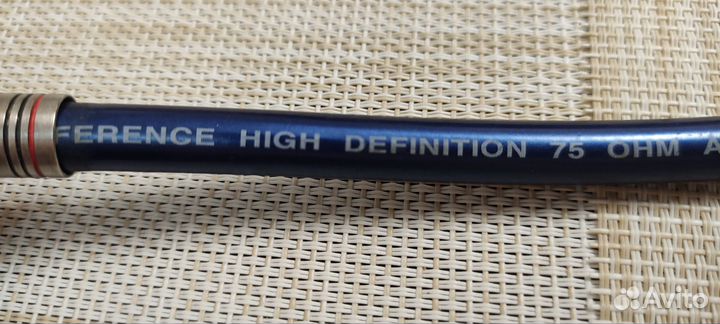 FERENCE HIGH DEFINITION 75 OHM A
Avito